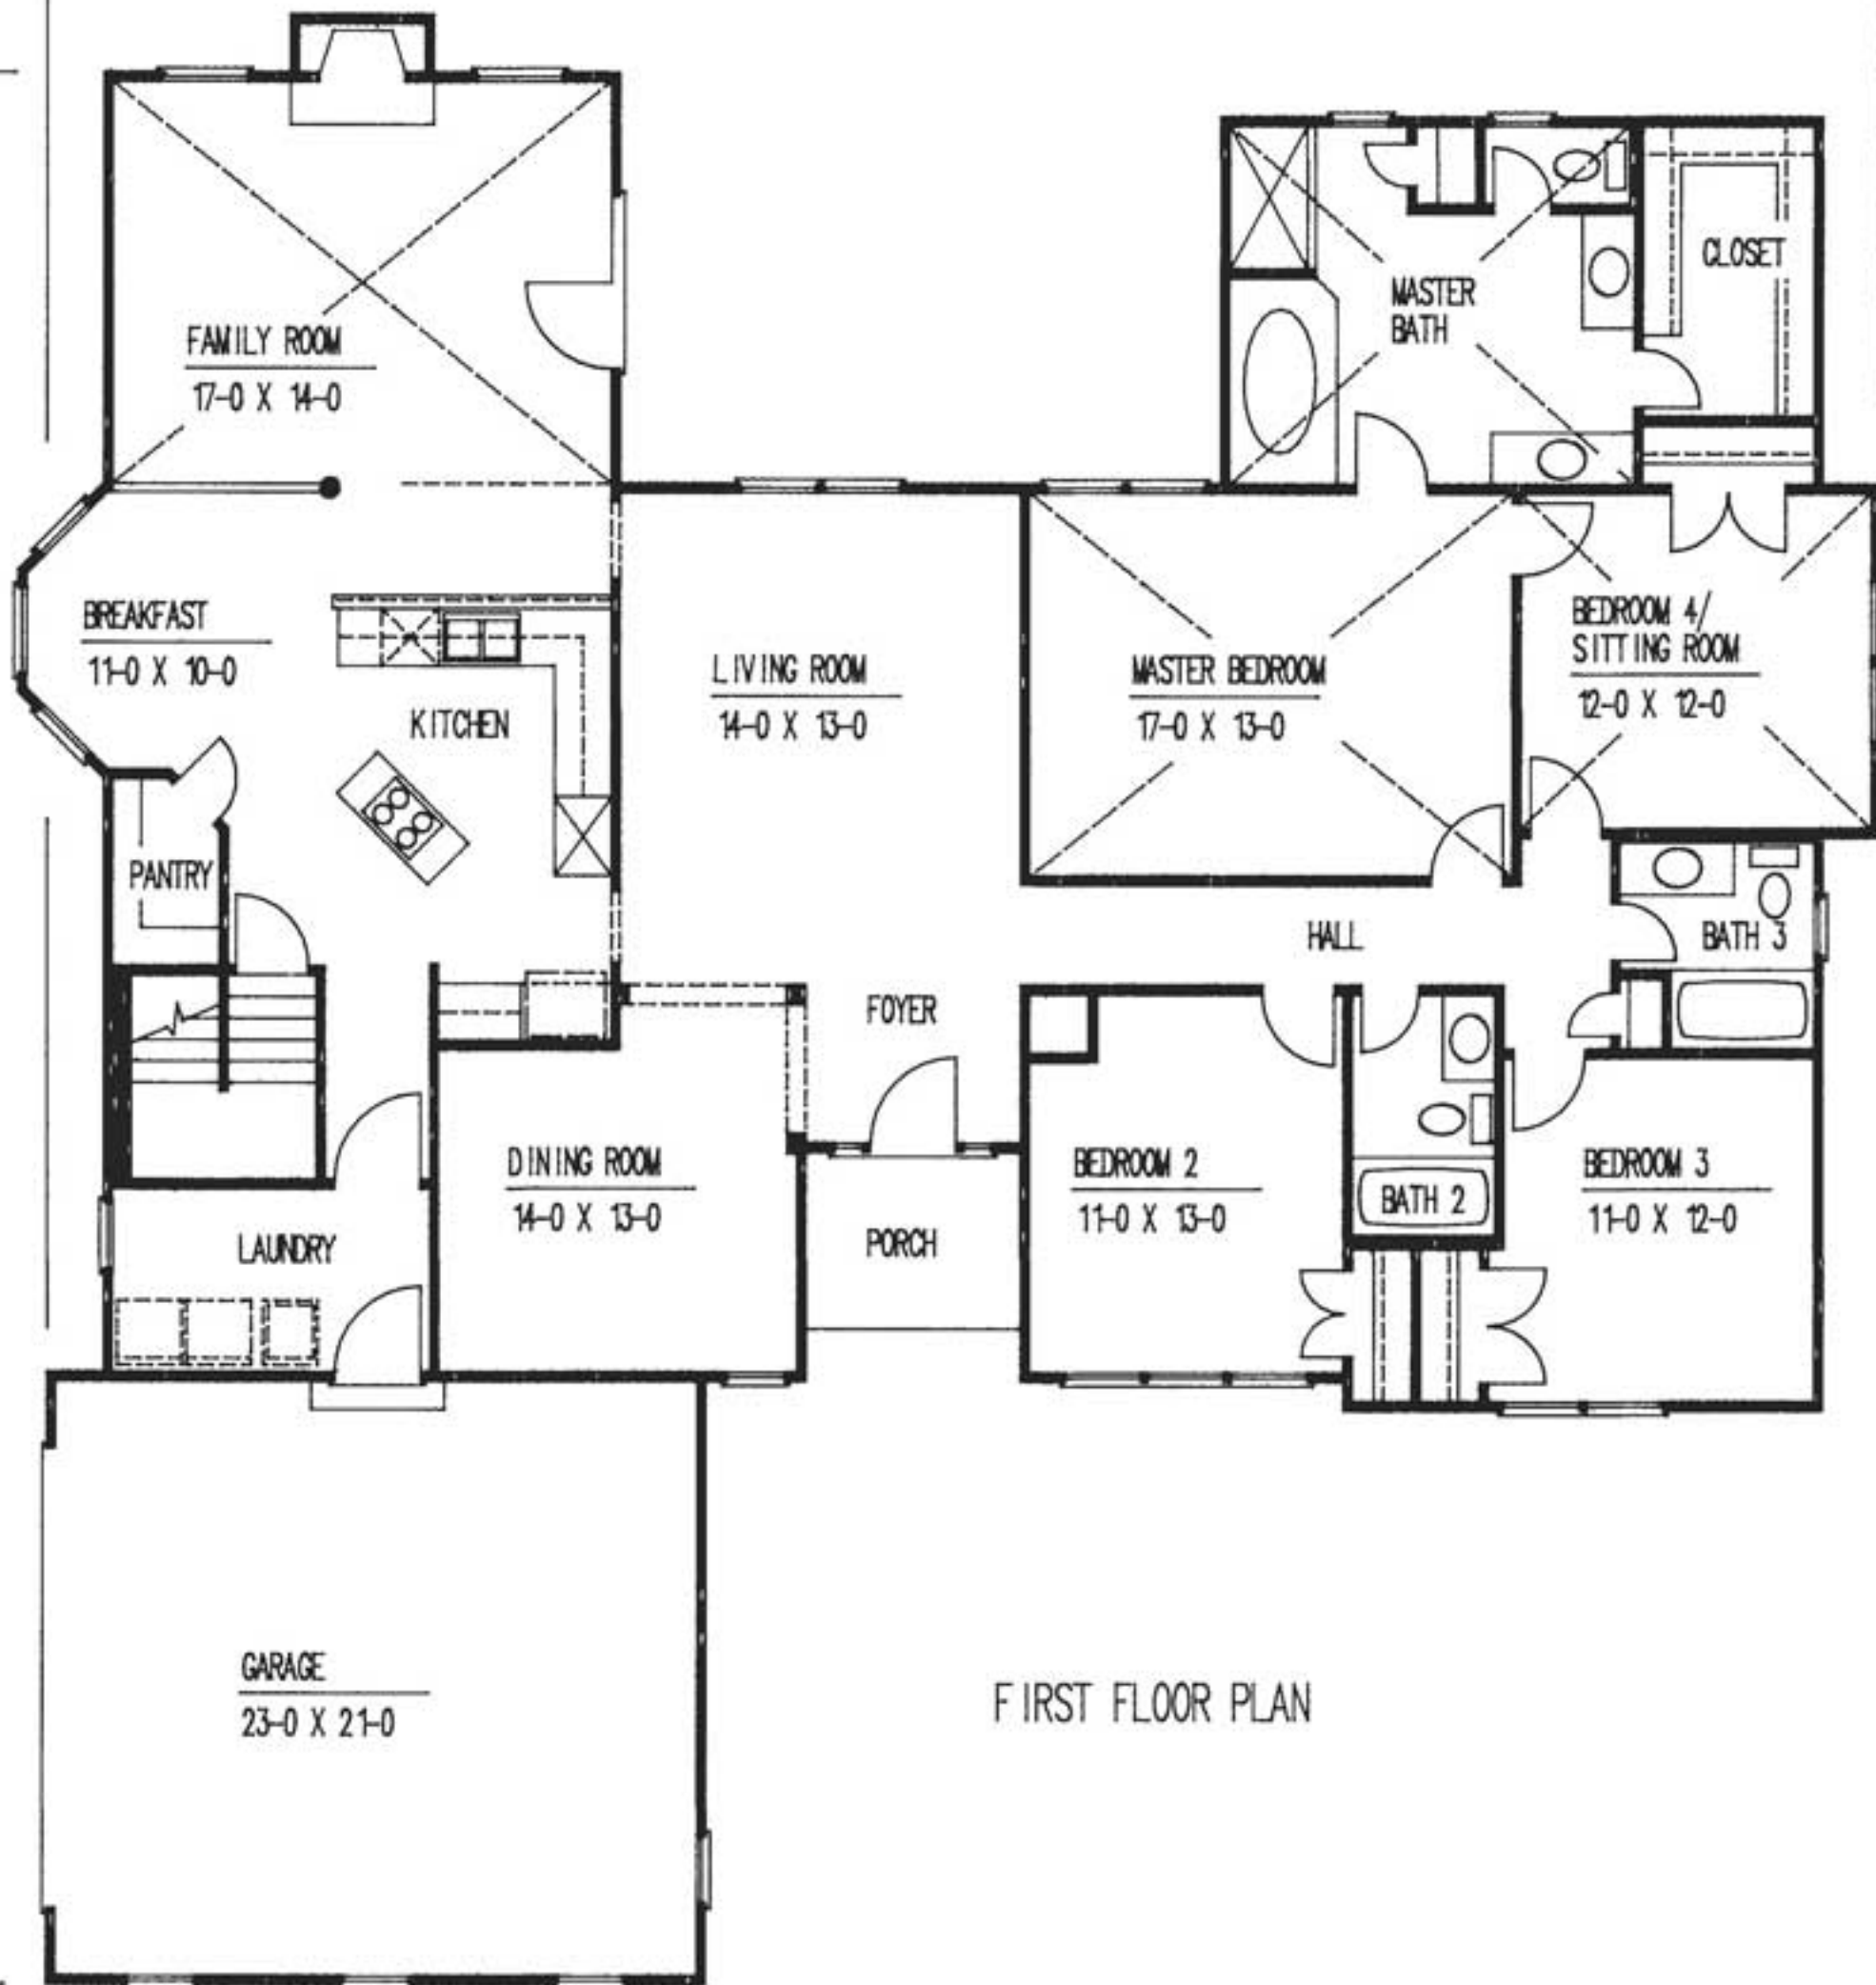 FAMILY ROOM
17-0 X 14-0
MASTER
BATH
CLOSET
BREAKFAST
11-0 X 10-0
KITCHEN
LIVING ROOM
14-0 X 13-0
MASTER BEDROOM
17-0 X 13-0
BEDROOM 4/
SITTING ROOM
12-0 X 12-0
PANTRY
HALL
BATH 3
FOYER
DINING ROOM
14-0 X 13-0
BEDROOM 2
11-0 X 13-0
BATH 2
BEDROOM 3
11-0 X 12-0
LAUNDRY
PORCH
GARAGE
23-0 X 21-0
FIRST FLOOR PLAN